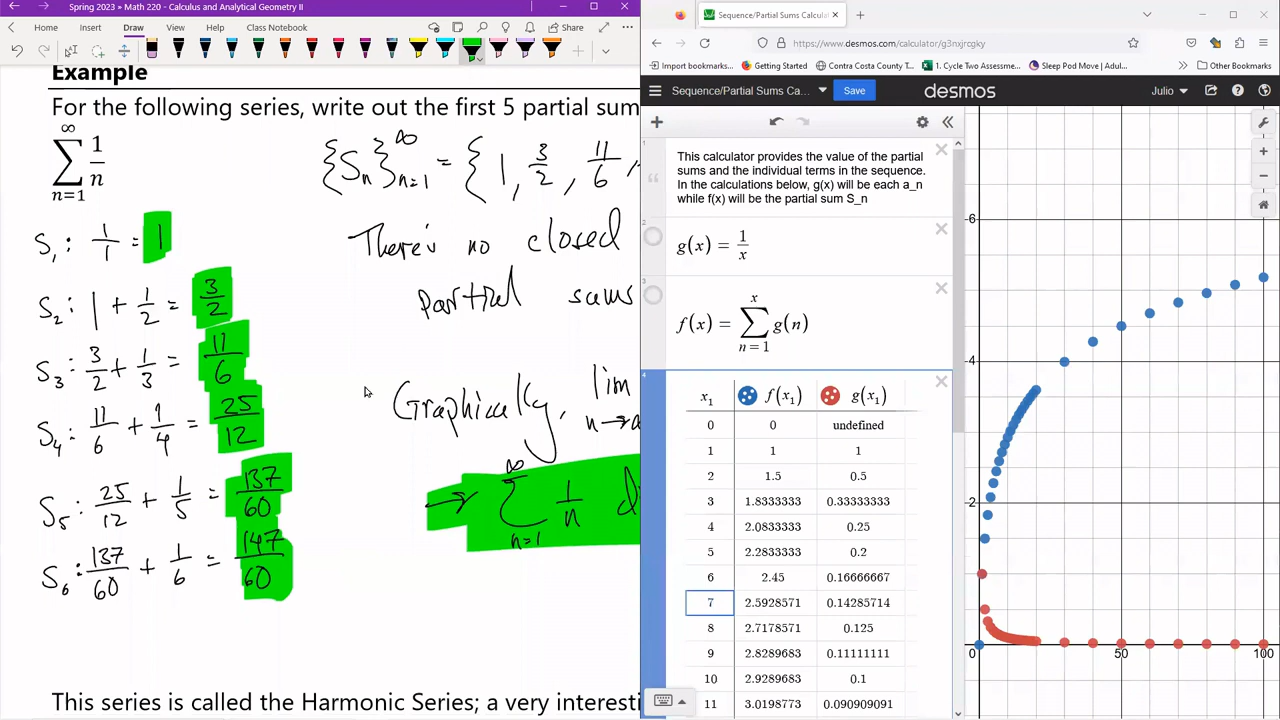 Spring 2023 » Math 220 - Calculus and Analytical Geometry II
Home Insert Draw View Help Class Notebook
Example
For the following series, write out the first 5 partial sum
∞
∑ 1/n
n=1
{Sₙ}∞ₙ₌₁ = {1, 3/2, 11/6,
S₁: 1/1 = 1
There's no closed
S₂: 1 + 1/2 = 3/2
partial sums
S₃: 3/2 + 1/3 = 11/6
Graphically, lim
n→∞
S₄: 11/6 + 1/4 = 25/12
→ ∞
∑ 1/n d
n=1
S₅: 25/12 + 1/5 = 137/60
S₆: 137/60 + 1/6 = 147/60
This series is called the Harmonic Series; a very interesti
Sequence/Partial Sums Calcula
https://www.desmos.com/calculator/g3nxjrcgky
Import bookmarks... Getting Started Contra Costa County T... 1. Cycle Two Assessme... Sleep Pod Move | Adul... Other Bookmarks
Sequence/Partial Sums Ca... Save desmos Julio
1
This calculator provides the value of the partial
sums and the individual terms in the sequence.
In the calculations below, g(x) will be each a_n
while f(x) will be the partial sum S_n
2
g(x) = 1/x
3
x
f(x) = ∑ g(n)
n = 1
4
x₁ f(x₁) g(x₁)
0 0 undefined
1 1 1
2 1.5 0.5
3 1.8333333 0.33333333
4 2.0833333 0.25
5 2.2833333 0.2
6 2.45 0.16666667
7 2.5928571 0.14285714
8 2.7178571 0.125
9 2.8289683 0.11111111
10 2.9289683 0.1
11 3.0198773 0.090909091
6
4
2
0 50 100